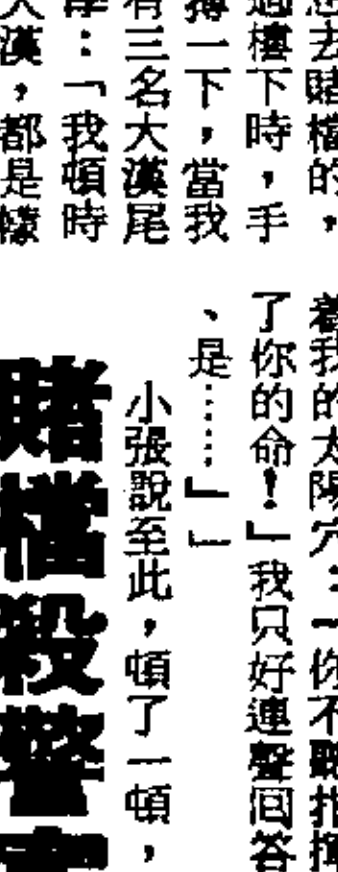 去賭檔的，
過樓下時，手
搏一下，當我
有三名大漢尾
：「我頓時
大漢，都是
着我的太陽穴：「你不聽指揮
了你的命！」我只好連聲回答
、是……」」
小張說至此，頓了一頓，
賭檔殺警